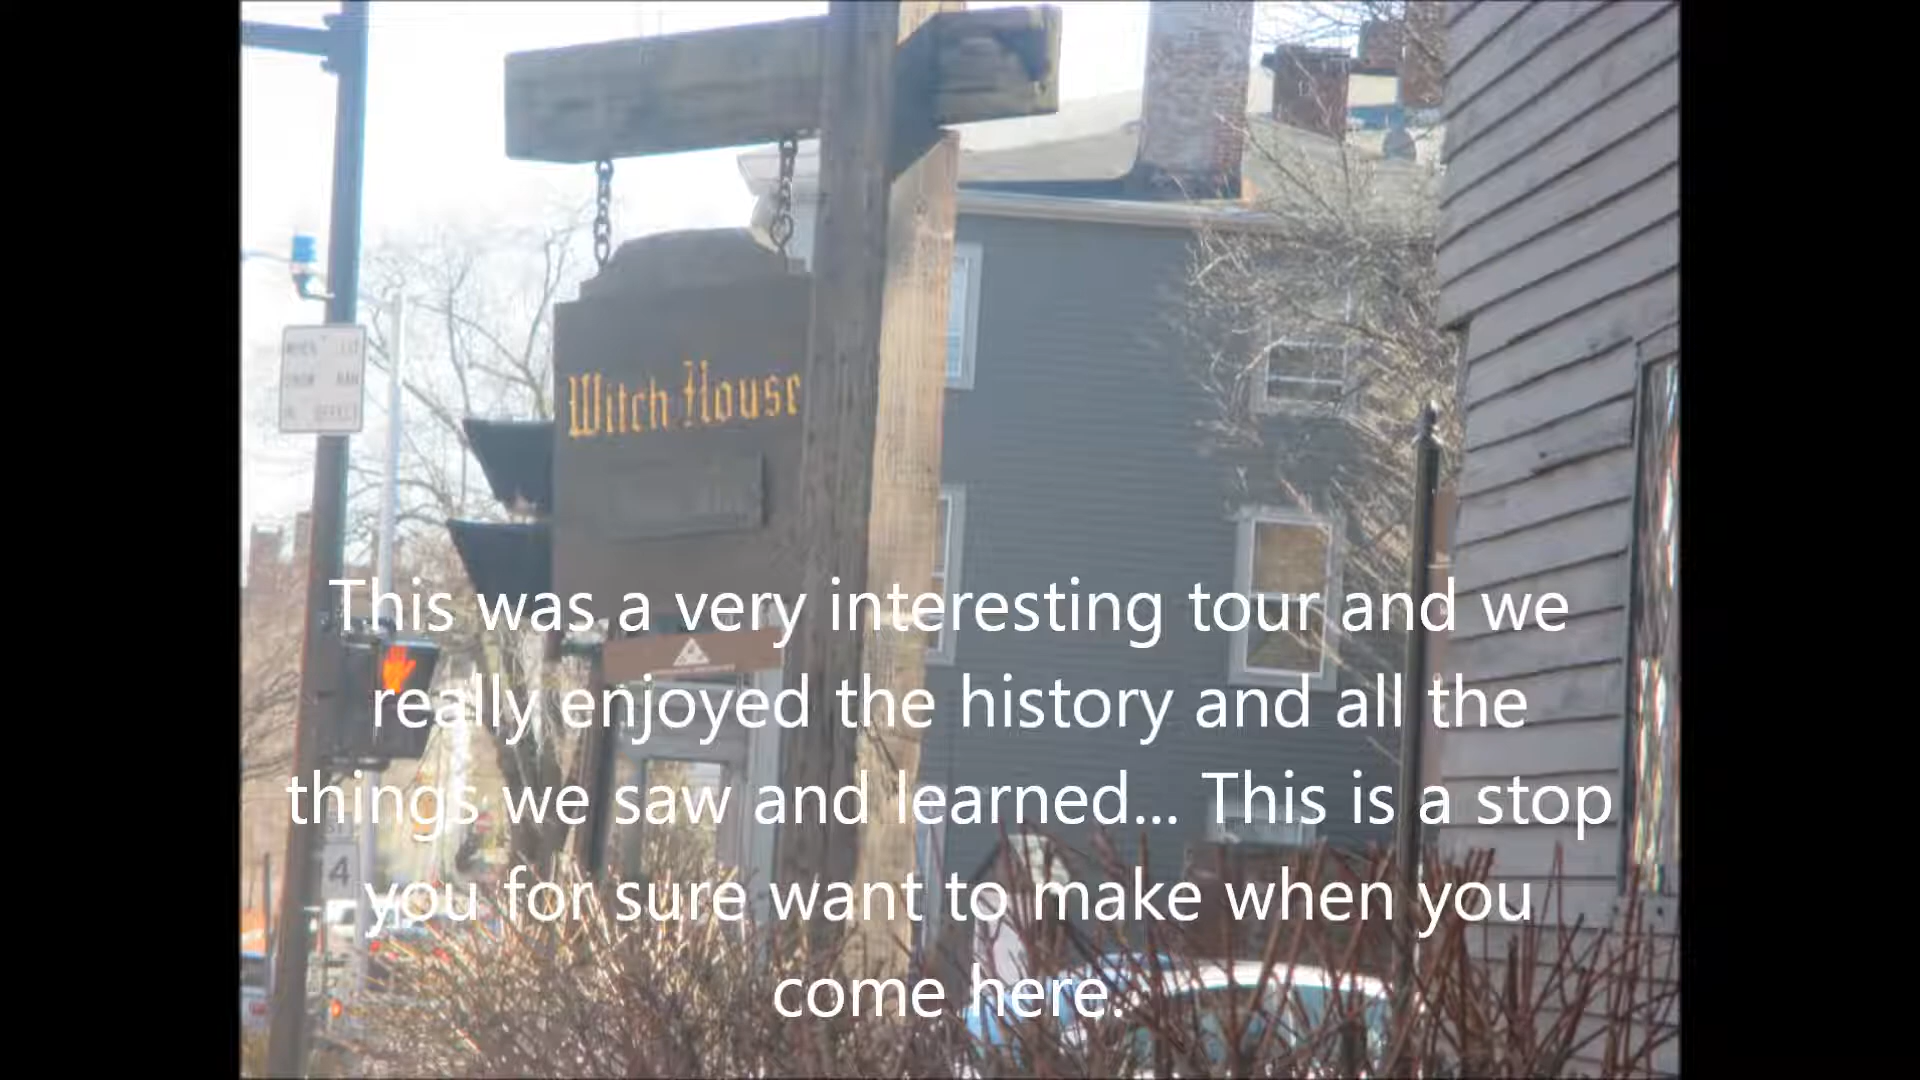 Witch House
This was a very interesting tour and we
really enjoyed the history and all the
things we saw and learned... This is a stop
you for sure want to make when you
come here.
4